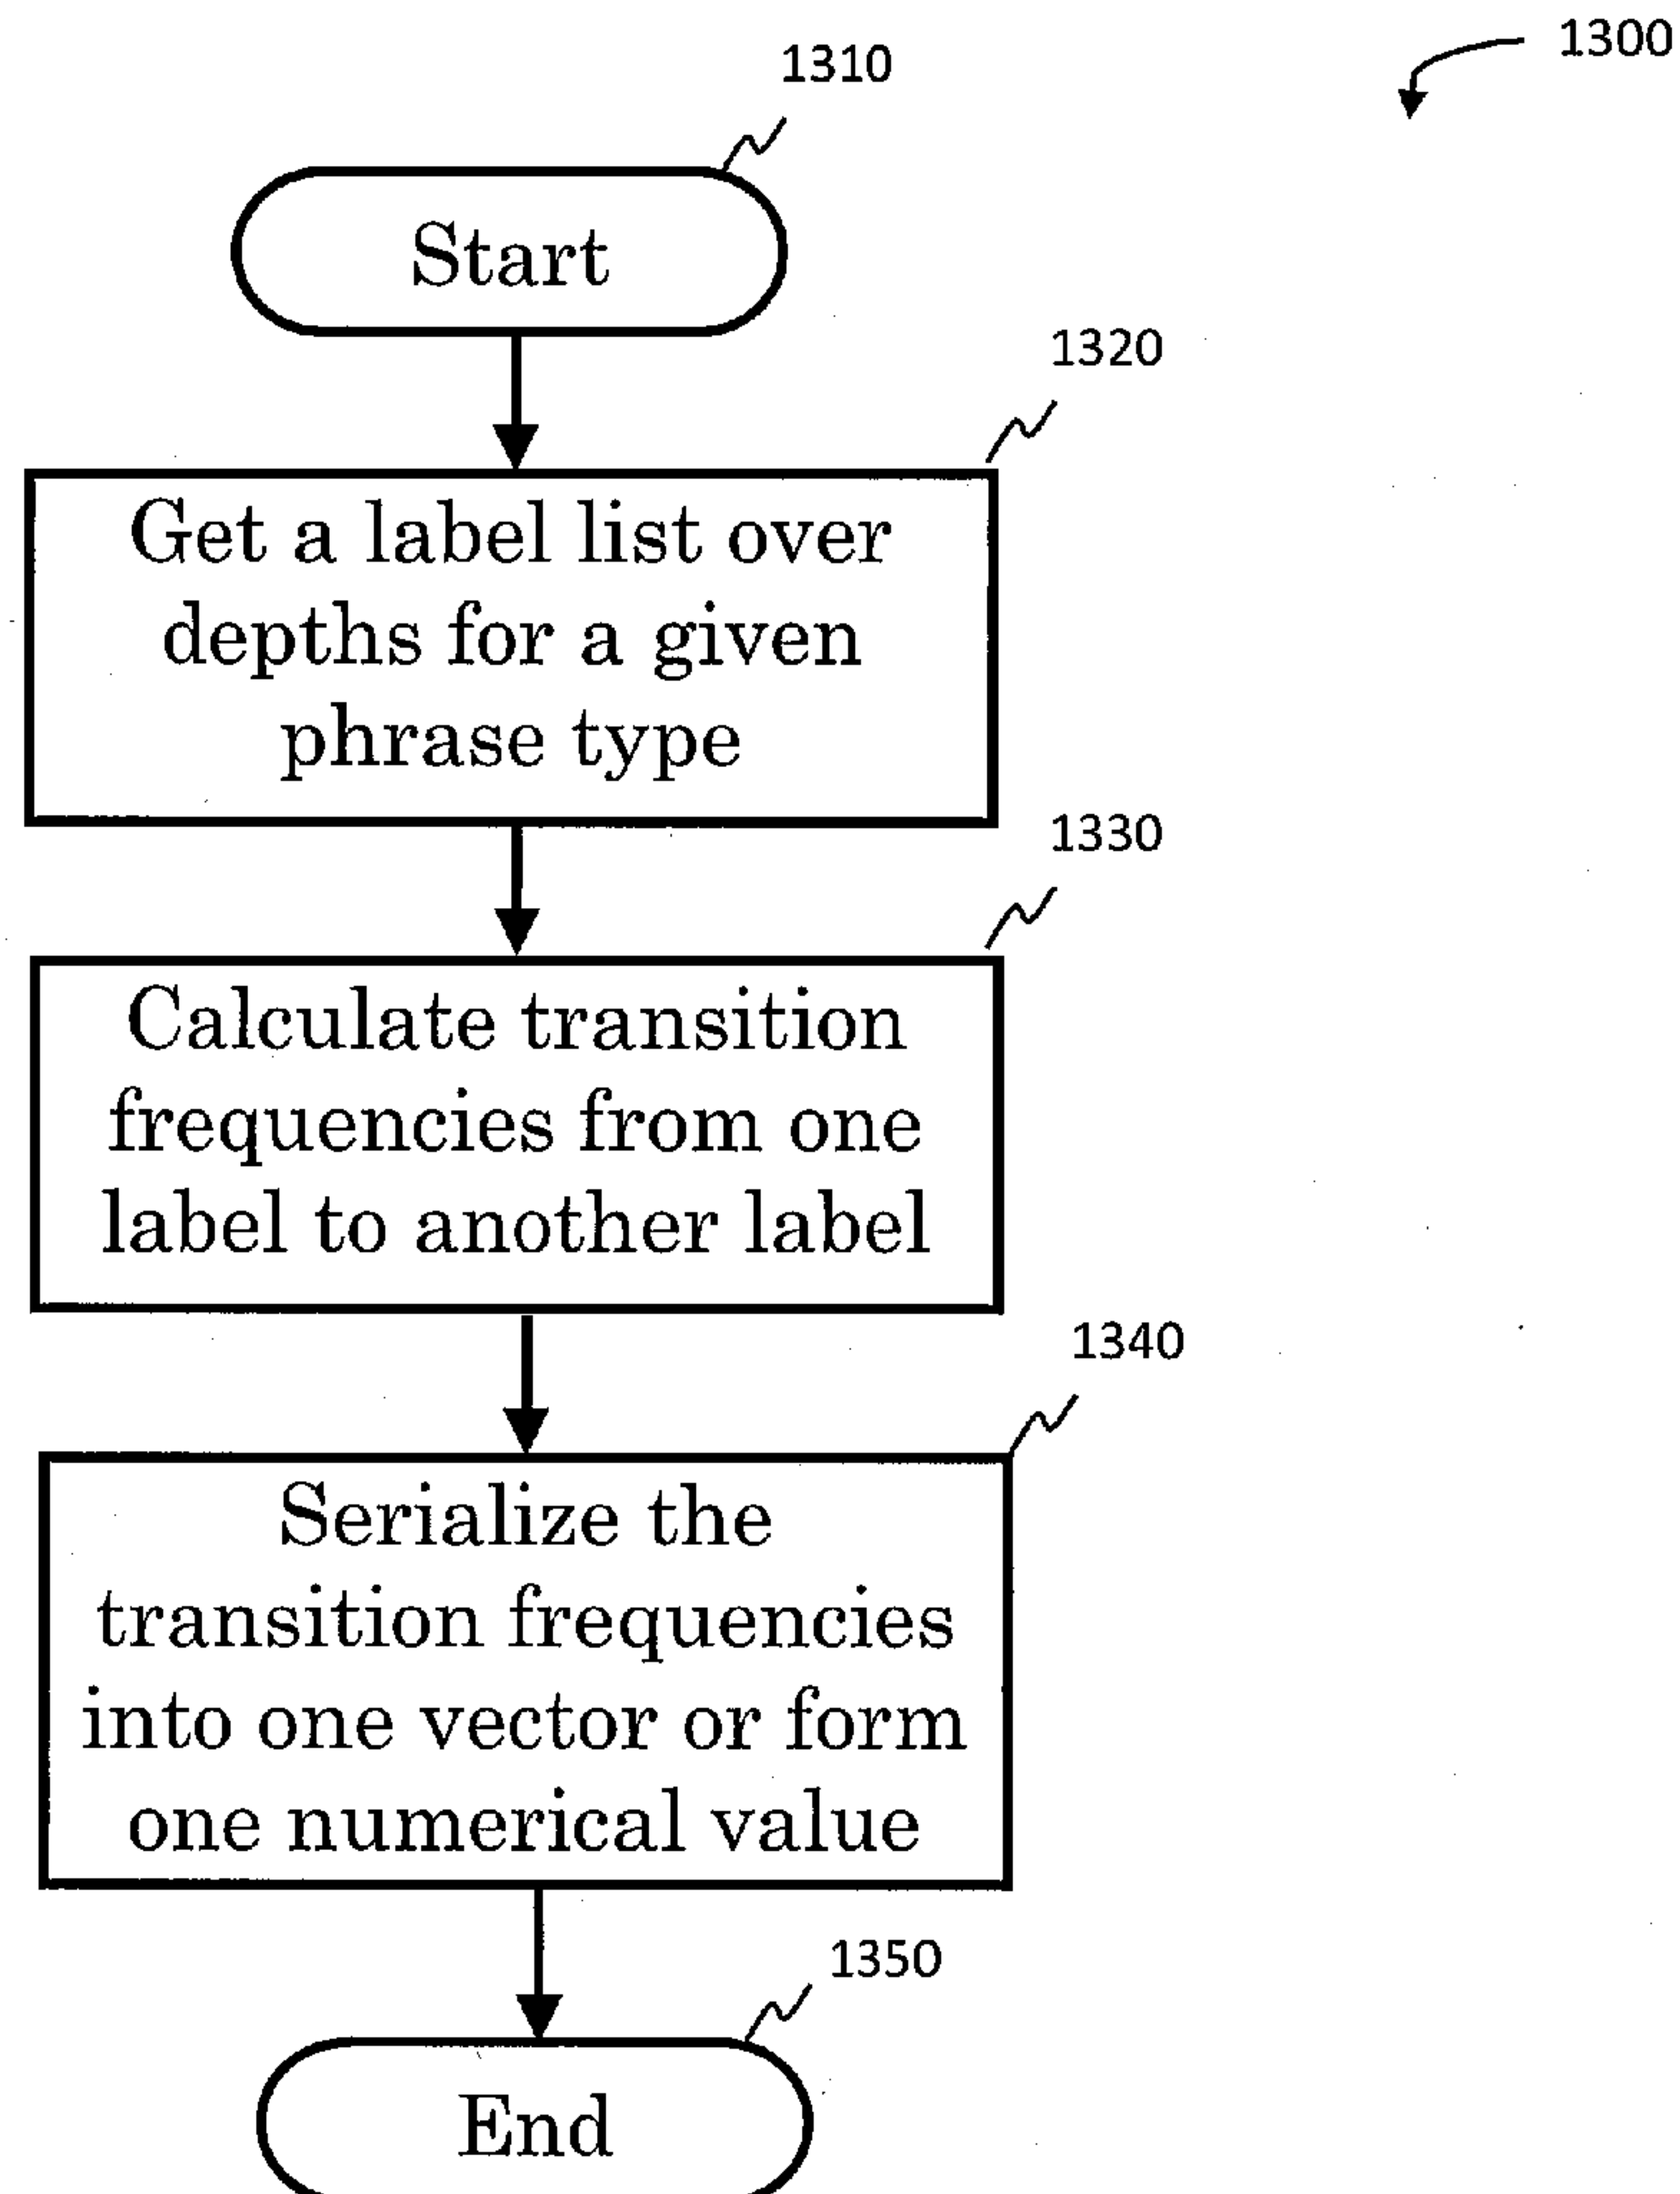 1300
1310
Start
1320
Get a label list over
depths for a given
phrase type
1330
Calculate transition
frequencies from one
label to another label
1340
Serialize the
transition frequencies
into one vector or form
one numerical value
1350
End